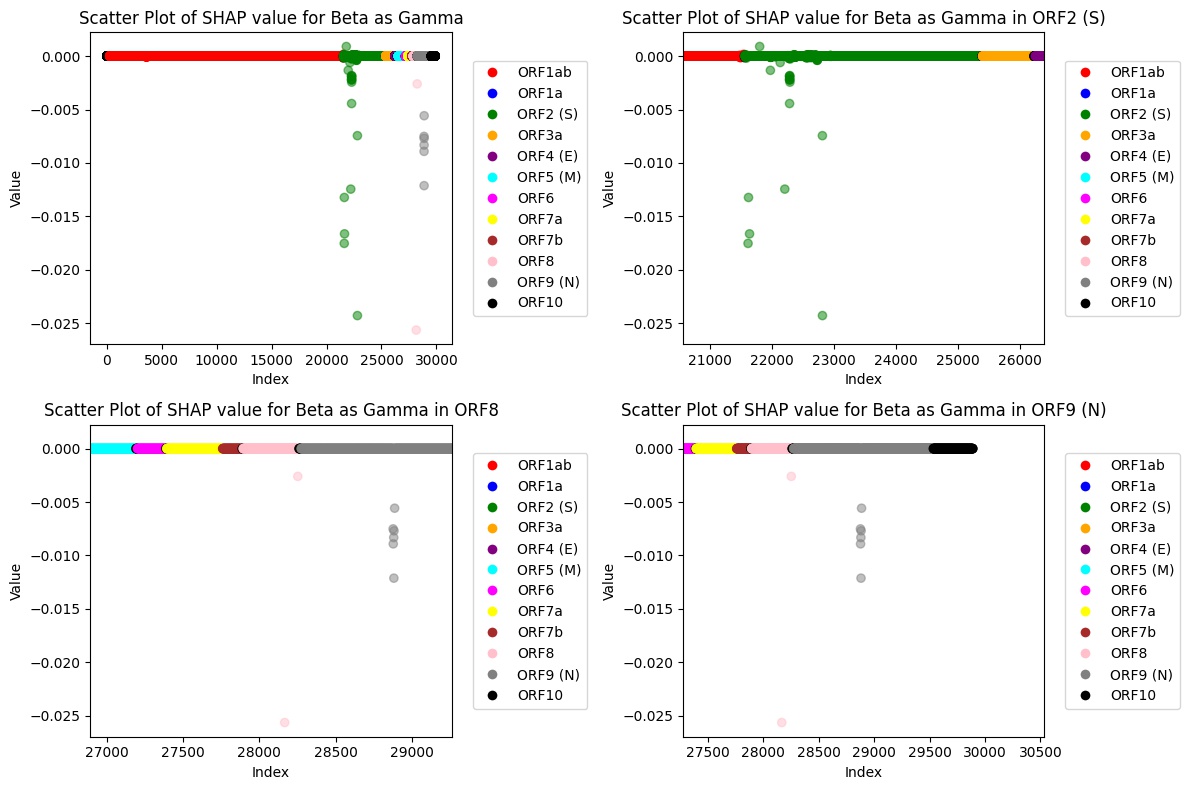 Scatter Plot of SHAP value for Beta as Gamma
0.000
−0.005
−0.010
−0.015
−0.020
−0.025
Value
0
5000
10000
15000
20000
25000
30000
Index
ORF1ab
ORF1a
ORF2 (S)
ORF3a
ORF4 (E)
ORF5 (M)
ORF6
ORF7a
ORF7b
ORF8
ORF9 (N)
ORF10
Scatter Plot of SHAP value for Beta as Gamma in ORF2 (S)
0.000
−0.005
−0.010
−0.015
−0.020
−0.025
Value
21000
22000
23000
24000
25000
26000
Index
ORF1ab
ORF1a
ORF2 (S)
ORF3a
ORF4 (E)
ORF5 (M)
ORF6
ORF7a
ORF7b
ORF8
ORF9 (N)
ORF10
Scatter Plot of SHAP value for Beta as Gamma in ORF8
0.000
−0.005
−0.010
−0.015
−0.020
−0.025
Value
27000
27500
28000
28500
29000
Index
ORF1ab
ORF1a
ORF2 (S)
ORF3a
ORF4 (E)
ORF5 (M)
ORF6
ORF7a
ORF7b
ORF8
ORF9 (N)
ORF10
Scatter Plot of SHAP value for Beta as Gamma in ORF9 (N)
0.000
−0.005
−0.010
−0.015
−0.020
−0.025
Value
27500
28000
28500
29000
29500
30000
30500
Index
ORF1ab
ORF1a
ORF2 (S)
ORF3a
ORF4 (E)
ORF5 (M)
ORF6
ORF7a
ORF7b
ORF8
ORF9 (N)
ORF10